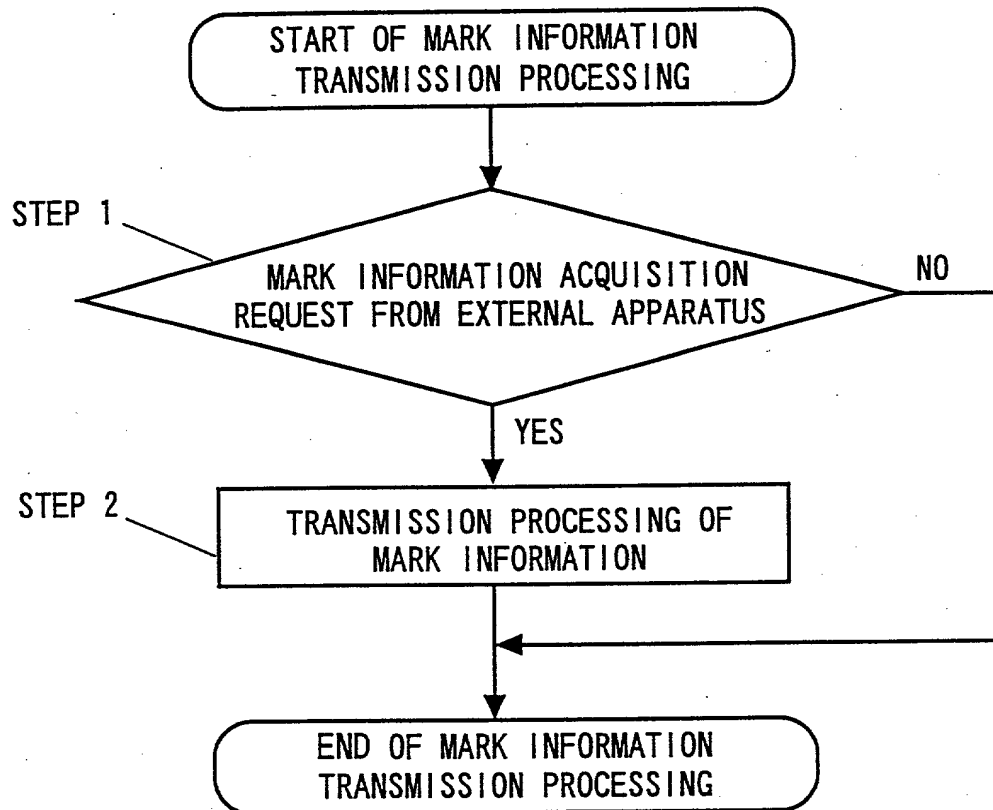 START OF MARK INFORMATION
TRANSMISSION PROCESSING
STEP 1
MARK INFORMATION ACQUISITION
REQUEST FROM EXTERNAL APPARATUS
NO
YES
STEP 2
TRANSMISSION PROCESSING OF
MARK INFORMATION
END OF MARK INFORMATION
TRANSMISSION PROCESSING